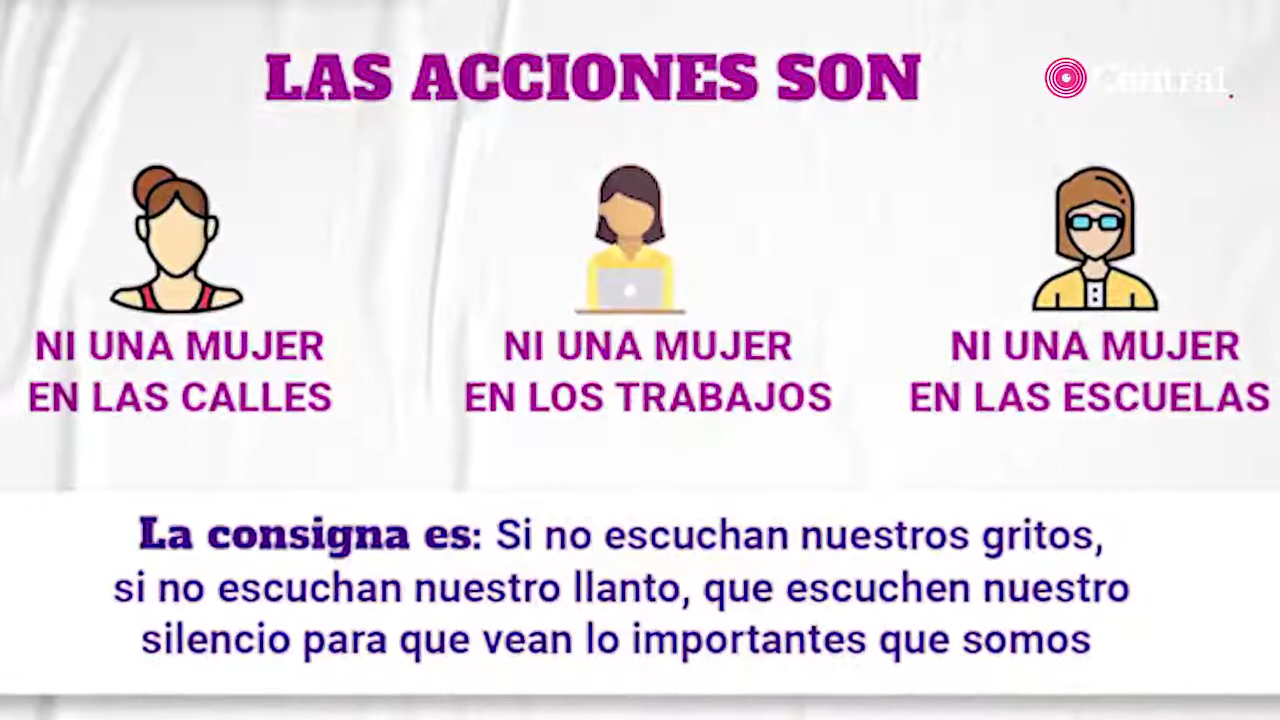 LAS ACCIONES SON
Central
NI UNA MUJER
EN LAS CALLES
NI UNA MUJER
EN LOS TRABAJOS
NI UNA MUJER
EN LAS ESCUELAS
La consigna es: Si no escuchan nuestros gritos,
si no escuchan nuestro llanto, que escuchen nuestro
silencio para que vean lo importantes que somos